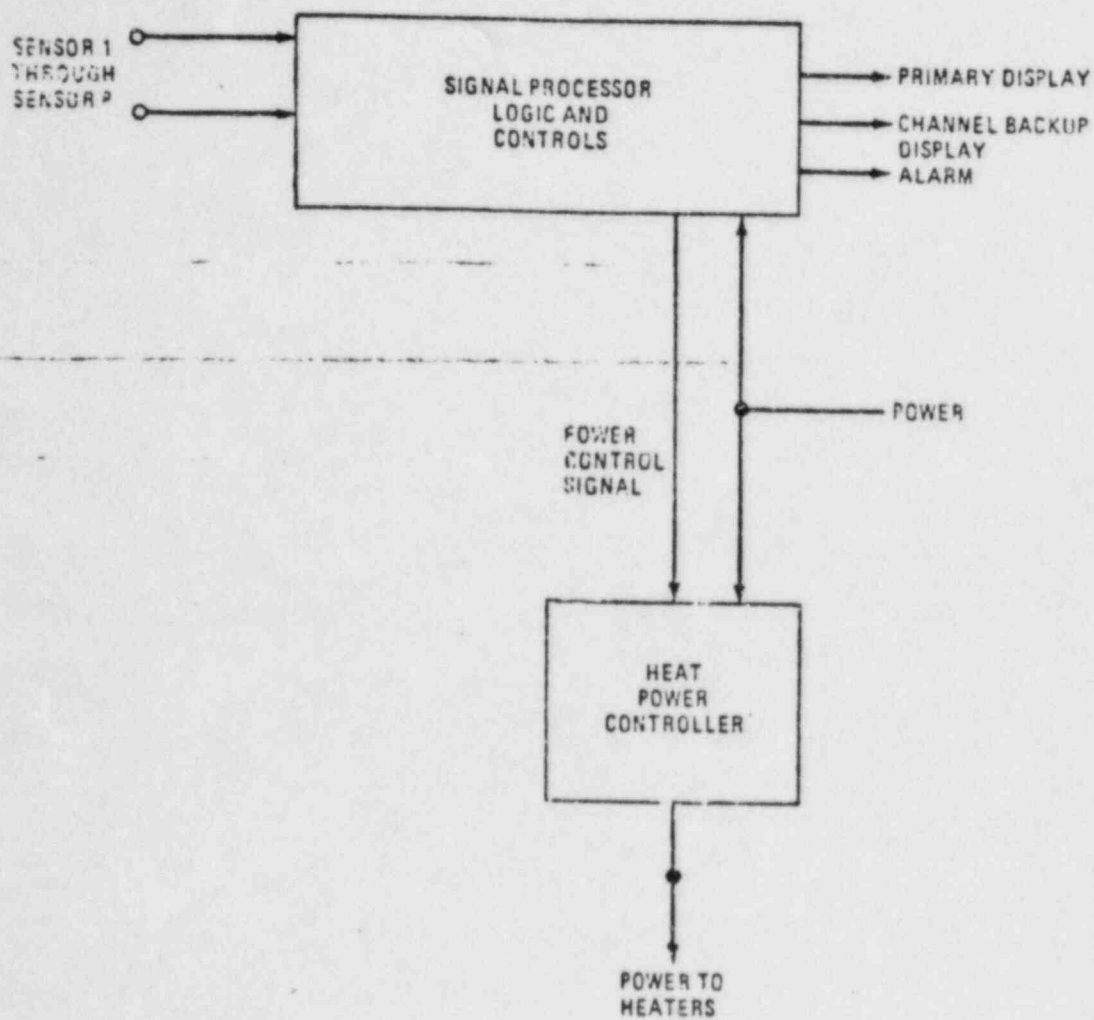 SENSOR 1
THROUGH
SENSOR
SIGNAL PROCESSOR
LOGIC AND
CONTROLS
PRIMARY DISPLAY
CHANNEL BACKUP
DISPLAY
ALARM
POWER
POWER
CONTROL
SIGNAL
HEAT
POWER
CONTROLLER
POWER TO
HEATERS